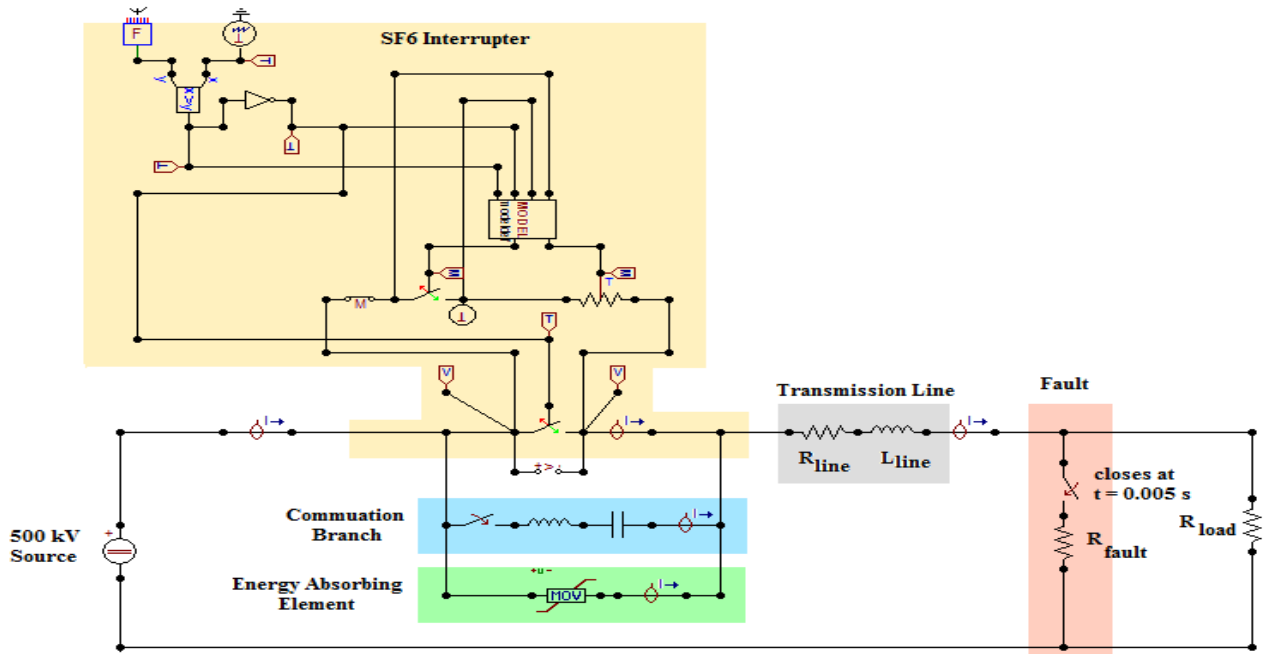 SF6 Interrupter
F
T
y
x
x>y
T
T
MODEL
model
M
M
T
M
T
T
V
V
I
Transmission Line
Fault
I
I
R line
L line
closes at
t = 0.005 s
+ > -
Commuation
Branch
I
500 kV
Source
+
R fault
R load
Energy Absorbing
Element
+u-
MOV
I